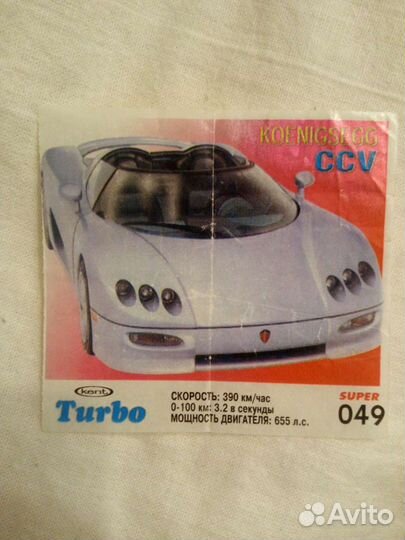 KOENIGSEGG
CCV
kent
Turbo
СКОРОСТЬ: 390 км/час
0-100 км: 3.2 в секунды
МОЩНОСТЬ ДВИГАТЕЛЯ: 655 л.с.
SUPER
049
Avito